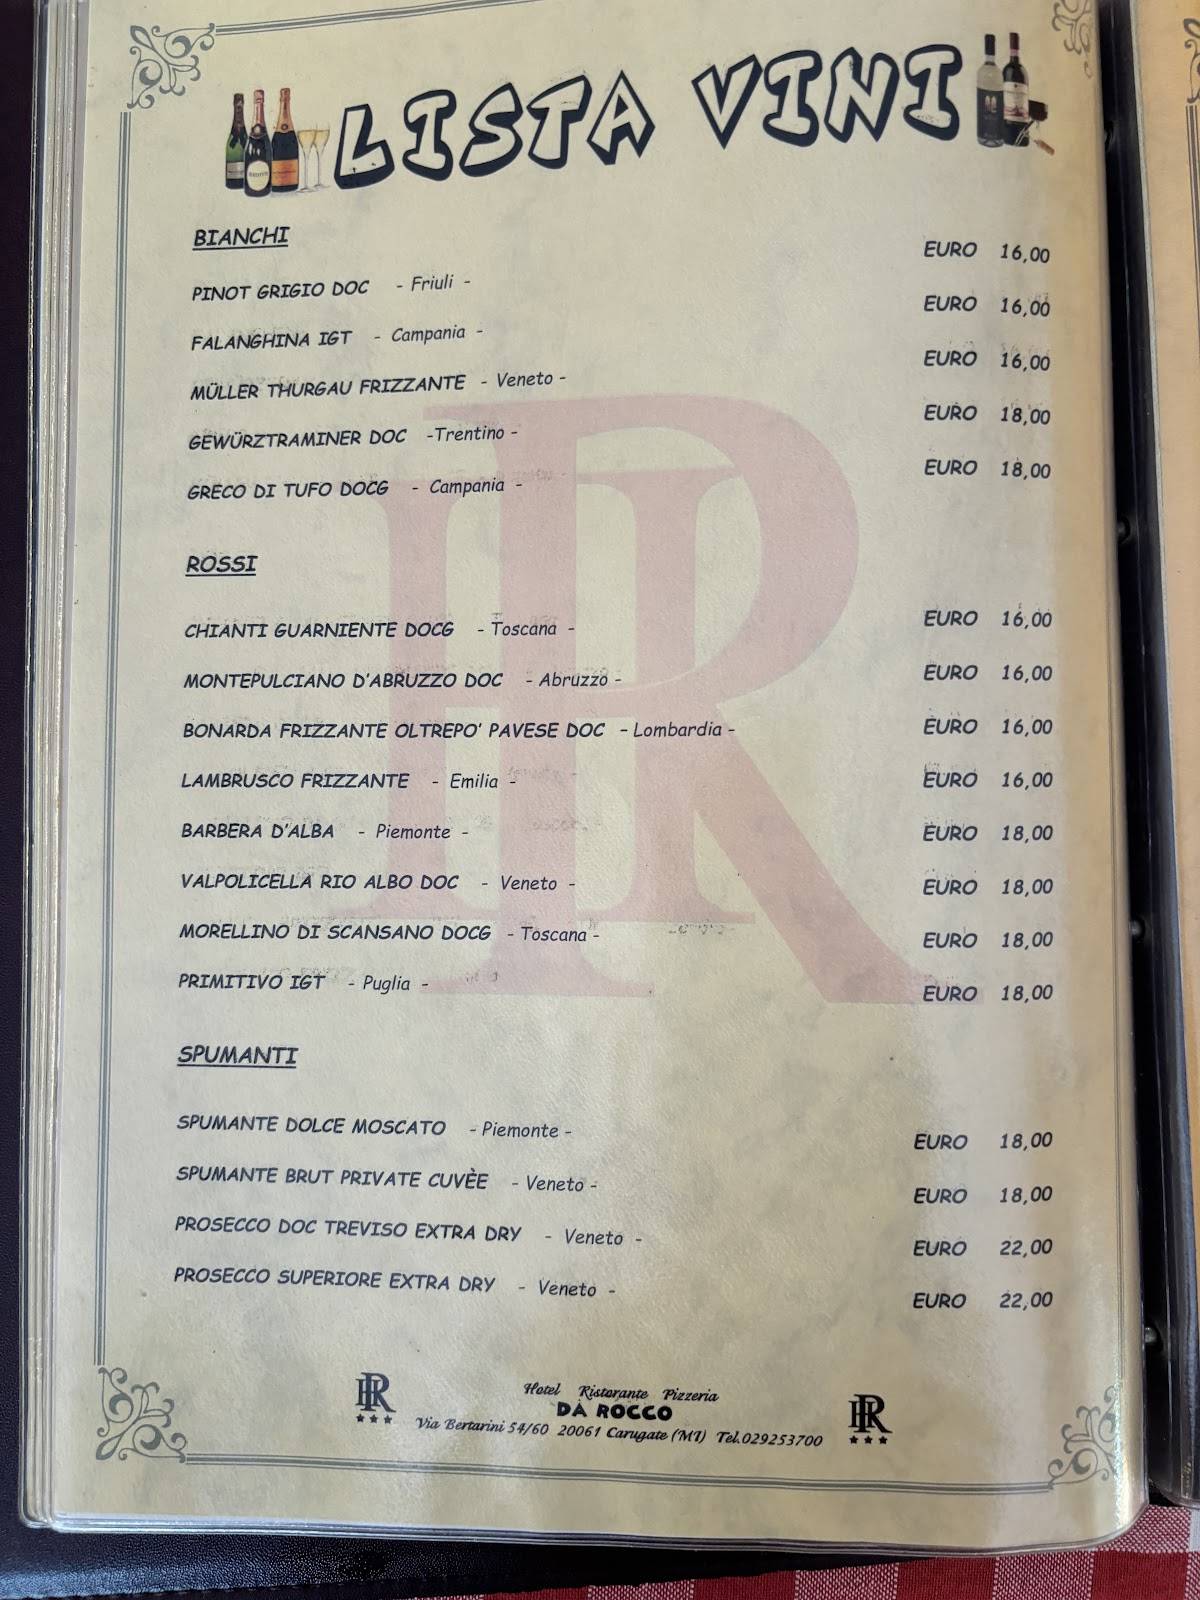 LISTA VINI
BIANCHI
PINOT GRIGIO DOC - Friuli - EURO 16,00
FALANGHINA IGT - Campania - EURO 16,00
MÜLLER THURGAU FRIZZANTE - Veneto - EURO 16,00
GEWÜRZTRAMINER DOC -Trentino - EURO 18,00
GRECO DI TUFO DOCG - Campania - EURO 18,00
ROSSI
CHIANTI GUARNIENTE DOCG - Toscana - EURO 16,00
MONTEPULCIANO D'ABRUZZO DOC - Abruzzo - EURO 16,00
BONARDA FRIZZANTE OLTREPO' PAVESE DOC - Lombardia - EURO 16,00
LAMBRUSCO FRIZZANTE - Emilia - EURO 16,00
BARBERA D'ALBA - Piemonte - EURO 18,00
VALPOLICELLA RIO ALBO DOC - Veneto - EURO 18,00
MORELLINO DI SCANSANO DOCG - Toscana - EURO 18,00
PRIMITIVO IGT - Puglia - EURO 18,00
SPUMANTI
SPUMANTE DOLCE MOSCATO - Piemonte - EURO 18,00
SPUMANTE BRUT PRIVATE CUVÈE - Veneto - EURO 18,00
PROSECCO DOC TREVISO EXTRA DRY - Veneto - EURO 22,00
PROSECCO SUPERIORE EXTRA DRY - Veneto - EURO 22,00
Hotel Ristorante Pizzeria
DA ROCCO
Via Bertarini 54/60 20061 Carugate (MI) Tel.029253700